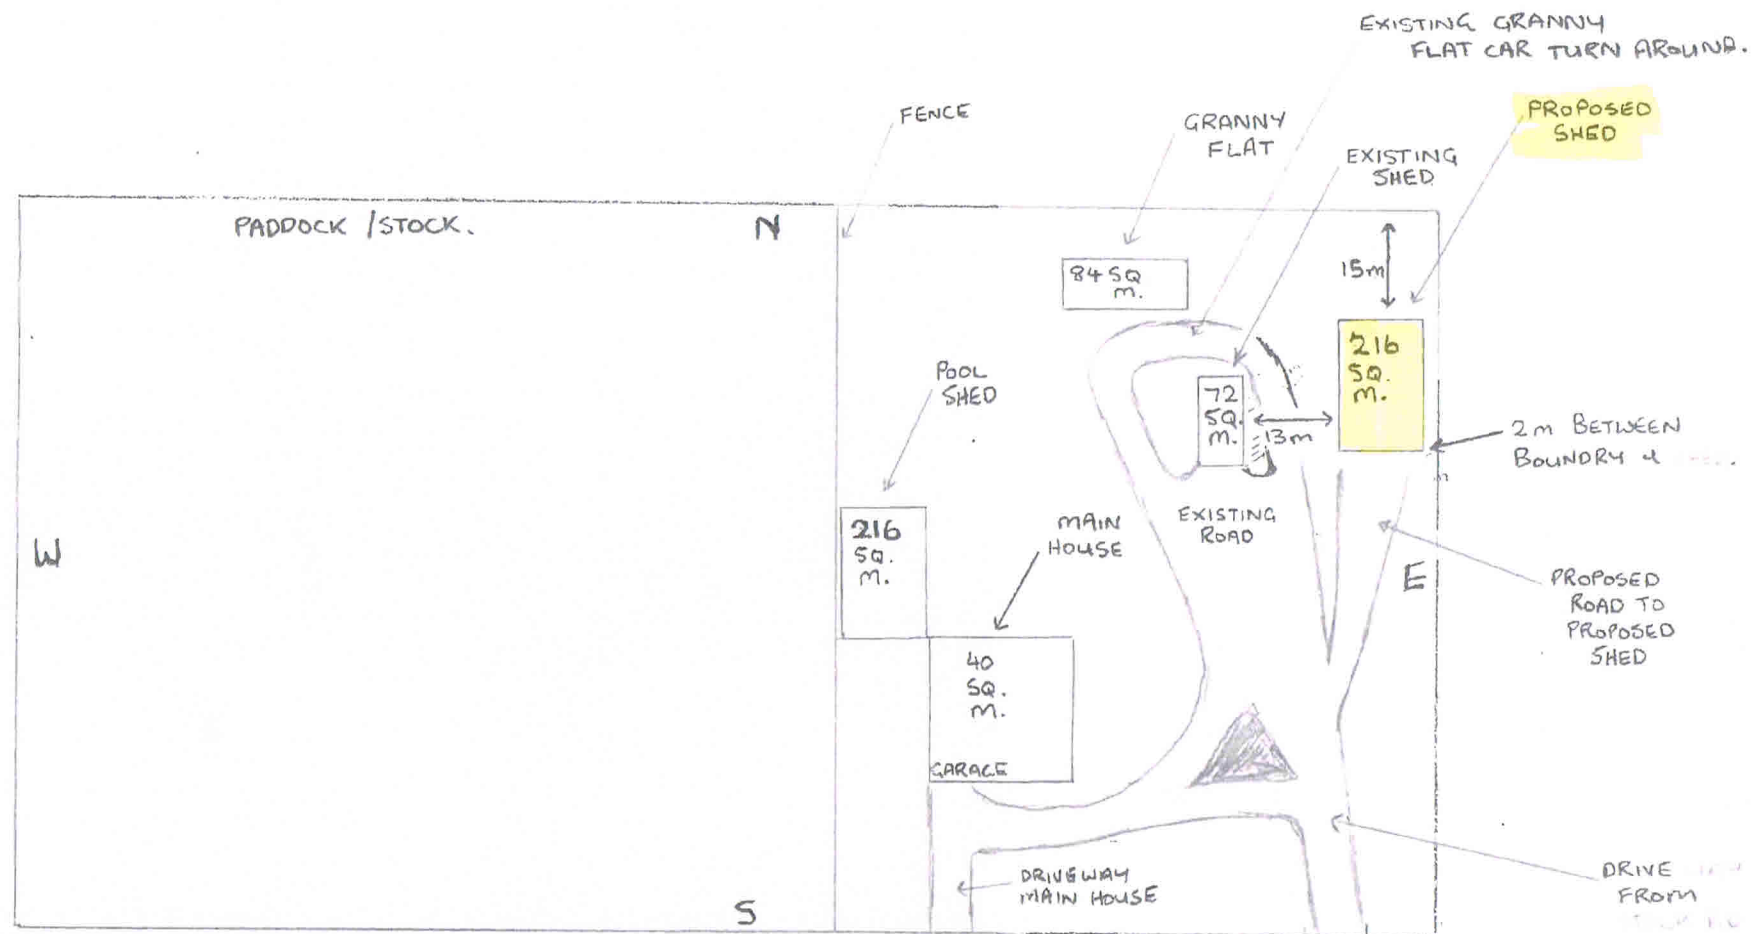 EXISTING GRANNY
FLAT CAR TURN AROUND.
FENCE
GRANNY
FLAT
EXISTING
SHED
PROPOSED
SHED
PADDOCK /STOCK.
N
84 SQ
m.
15m
216
SQ.
m.
POOL
SHED
72
SQ.
m.
13m
2m BETWEEN
BOUNDRY &
216
SQ.
m.
MAIN
HOUSE
EXISTING
ROAD
W
E
PROPOSED
ROAD TO
PROPOSED
SHED
40
SQ.
m.
GARAGE
DRIVEWAY
MAIN HOUSE
DRIVE
FROM
S